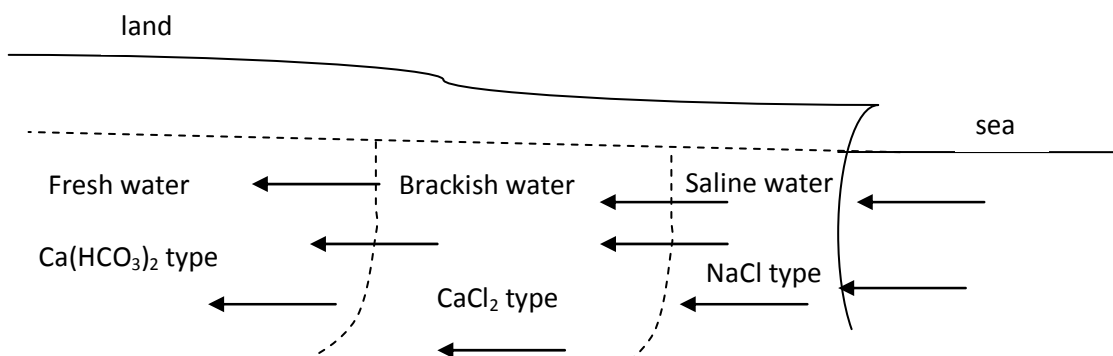 land
sea
Fresh water
Brackish water
Saline water
Ca(HCO₃)₂ type
NaCl type
CaCl₂ type